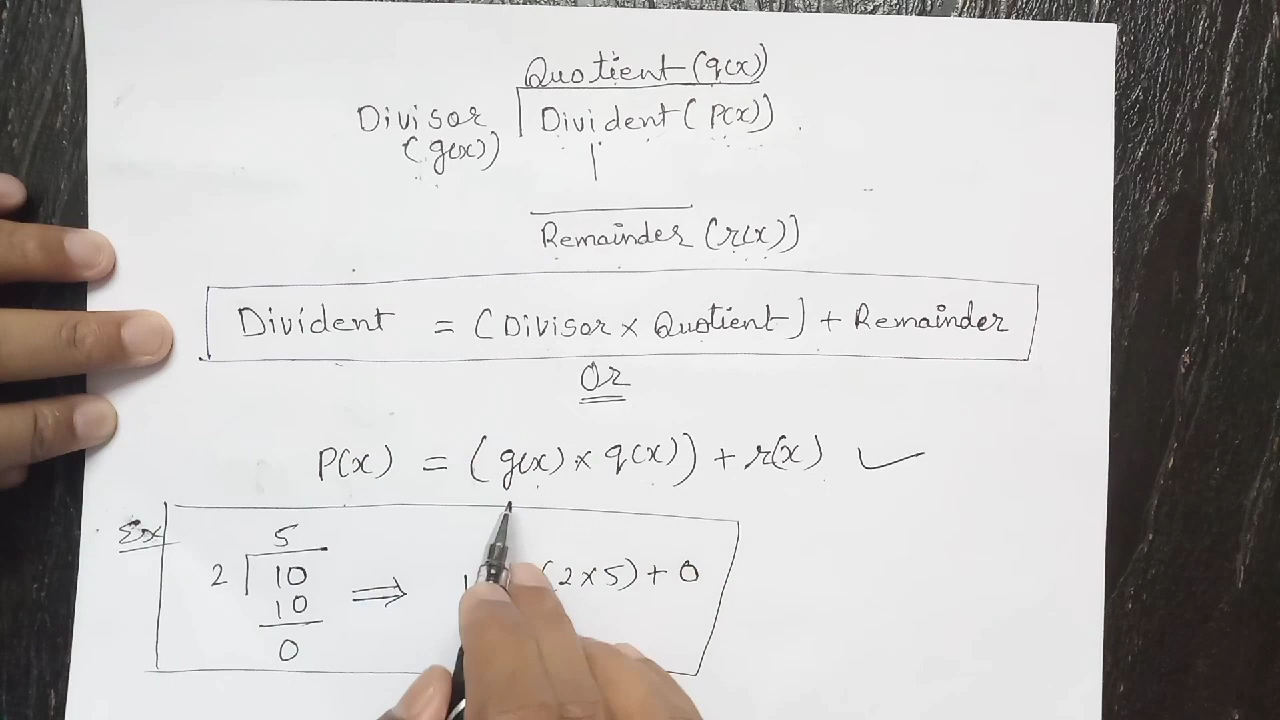 Quotient (q(x))
Divisor Divident (P(x))
(g(x))
Remainder (r(x))
Divident = (Divisor × Quotient) + Remainder
Or
P(x) = (g(x) × q(x)) + r(x) ✓
Ex
5
2 10 ⇒ (2×5) + 0
10
0